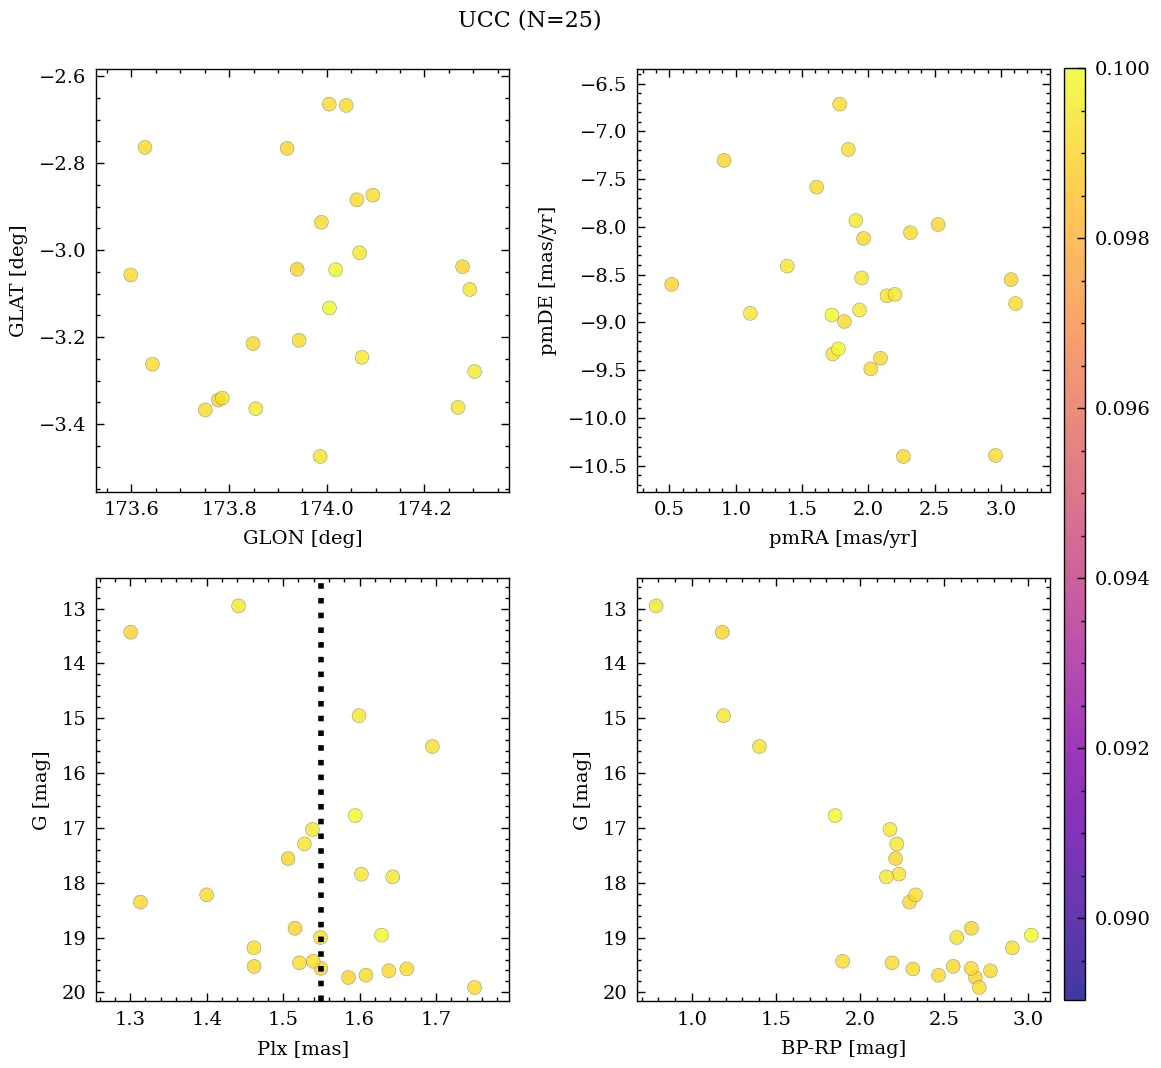 UCC (N=25)
−2.6
−2.8
−3.0
−3.2
−3.4
GLAT [deg]
173.6 173.8 174.0 174.2
GLON [deg]
−6.5
−7.0
−7.5
−8.0
−8.5
−9.0
−9.5
−10.0
−10.5
pmDE [mas/yr]
0.5 1.0 1.5 2.0 2.5 3.0
pmRA [mas/yr]
13
14
15
16
17
18
19
20
G [mag]
1.3 1.4 1.5 1.6 1.7
Plx [mas]
13
14
15
16
17
18
19
20
G [mag]
1.0 1.5 2.0 2.5 3.0
BP-RP [mag]
0.100
0.098
0.096
0.094
0.092
0.090